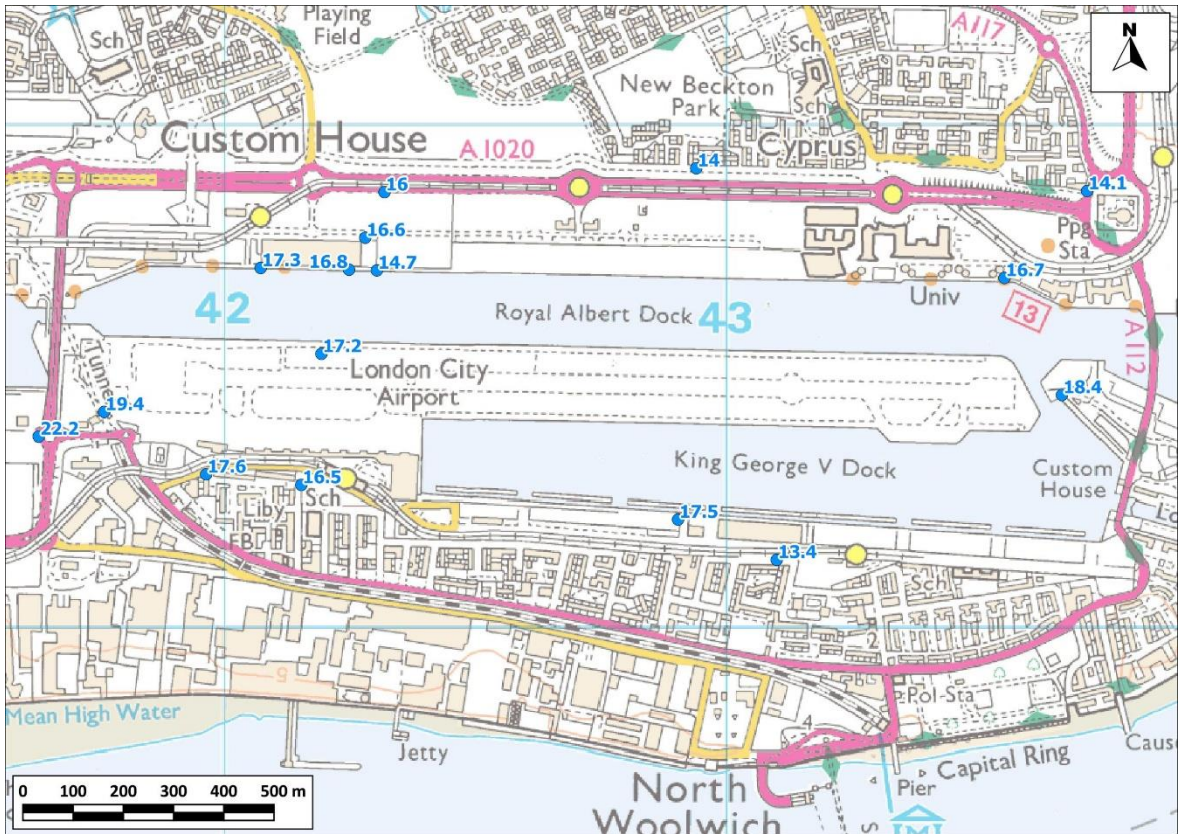 Playing
Field
Sch
A117
N
New Beckton
Park
Sch
Sch
Custom House
A 1020
14
Cyprus
16
14.1
16.6
Ppg
Sta
17.3
16.8
14.7
16.7
42
Royal Albert Dock
43
Univ
13
A112
Tunnel
17.2
London City
Airport
18.4
19.4
22.2
King George V Dock
Custom
House
17.6
16.5
Sch
Liby
17.5
FB
13.4
Sch
2
5
Mean High Water
Pol Sta
4
Jetty
Capital Ring
Pier
North
Woolwich
0 100 200 300 400 500 m